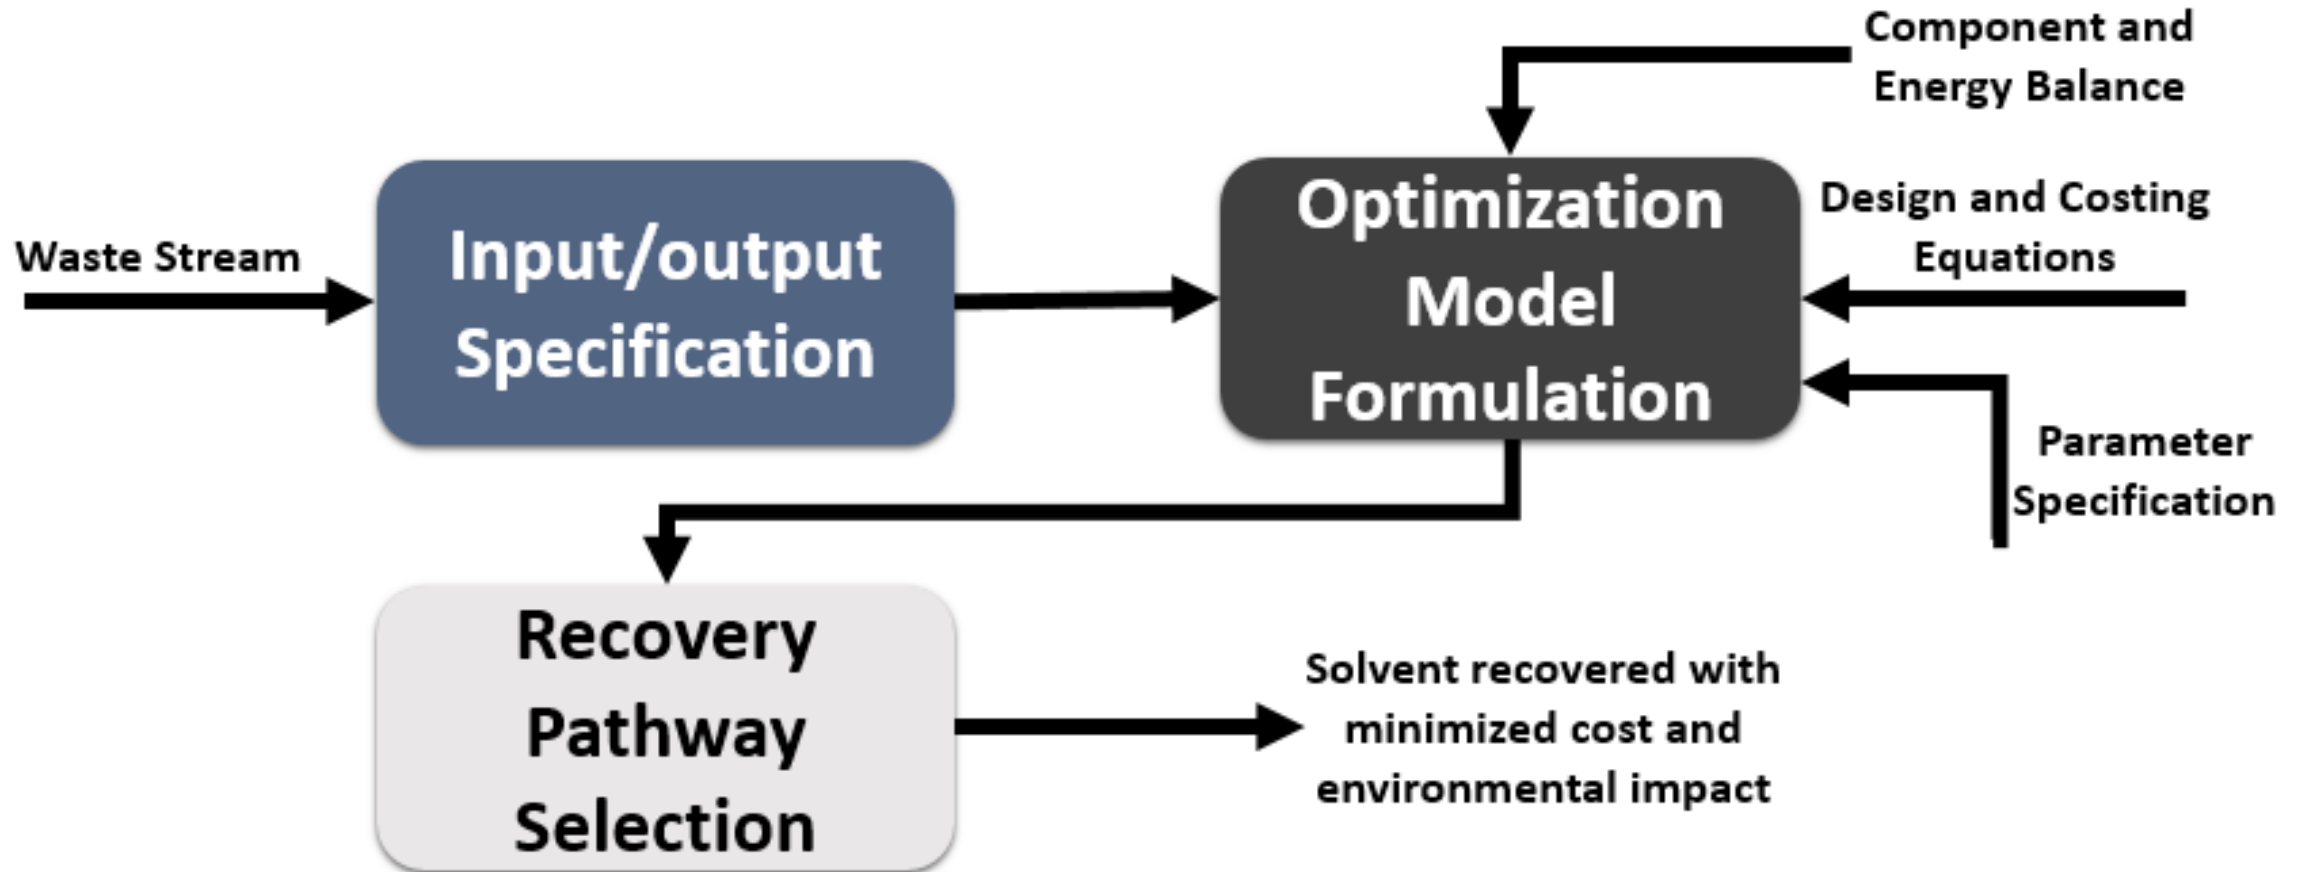 Component and
Energy Balance
Waste Stream
Input/output
Specification
Optimization
Model
Formulation
Design and Costing
Equations
Parameter
Specification
Recovery
Pathway
Selection
Solvent recovered with
minimized cost and
environmental impact